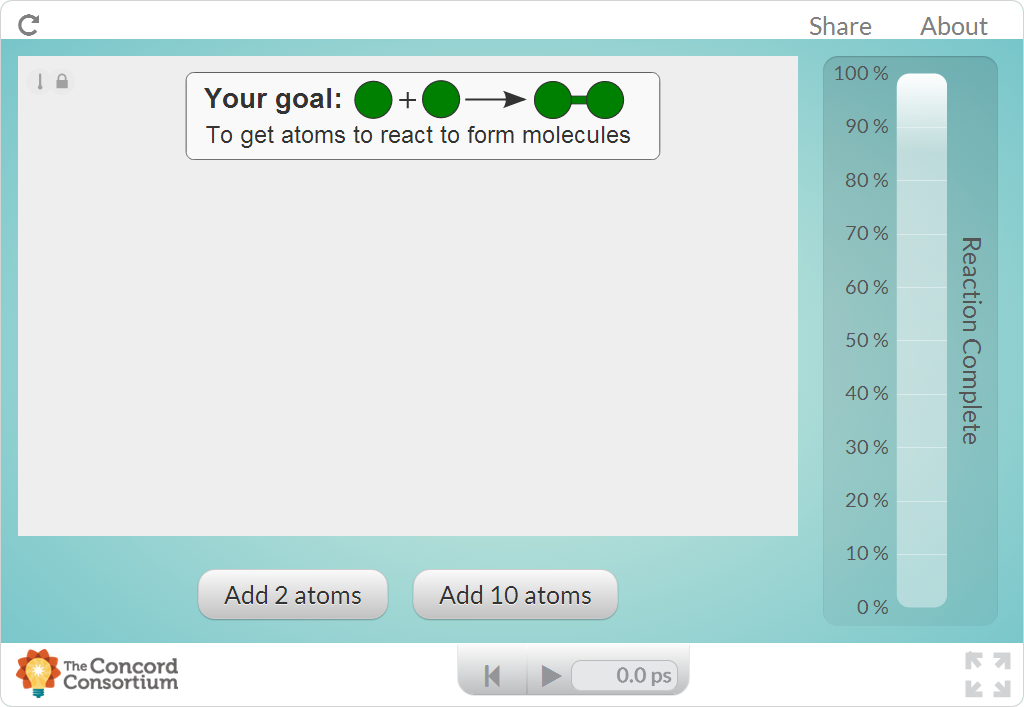 Share About
Your goal: +
To get atoms to react to form molecules
100 %
90 %
80 %
70 %
60 %
50 %
40 %
30 %
20 %
10 %
0 %
Reaction Complete
Add 2 atoms Add 10 atoms
The Concord
Consortium
0.0 ps